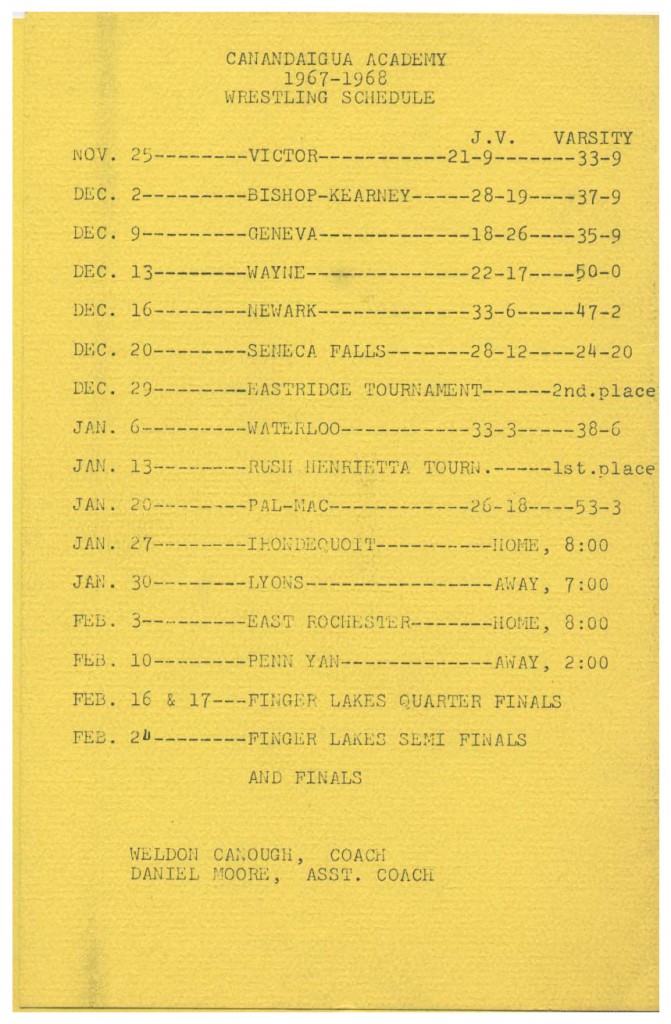 CANANDAIGUA ACADEMY
1967-1968
WRESTLING SCHEDULE
J.V. VARSITY
NOV. 25--------VICTOR-----------21-9-------33-9
DEC. 2---------BISHOP-KEARNEY-----28-19----37-9
DEC. 9---------GENEVA-------------18-26----35-9
DEC. 13--------WAYNE--------------22-17----50-0
DEC. 16--------NEWARK-------------33-6-----47-2
DEC. 20--------SENECA FALLS-------28-12----24-20
DEC. 29--------EASTRIDGE TOURNAMENT------2nd.place
JAN. 6---------WATERLOO-----------33-3-----38-6
JAN. 13--------RUSH HENRIETTA TOURN.-----1st.place
JAN. 20--------PAL-MAC------------26-18----53-3
JAN. 27--------IRONDEQUOIT----------HOME, 8:00
JAN. 30--------LYONS----------------AWAY, 7:00
FEB. 3---------EAST ROCHESTER-------HOME, 8:00
FEB. 10--------PENN YAN-------------AWAY, 2:00
FEB. 16 & 17---FINGER LAKES QUARTER FINALS
FEB. 24--------FINGER LAKES SEMI FINALS
AND FINALS
WELDON CANOUGH, COACH
DANIEL MOORE, ASST. COACH